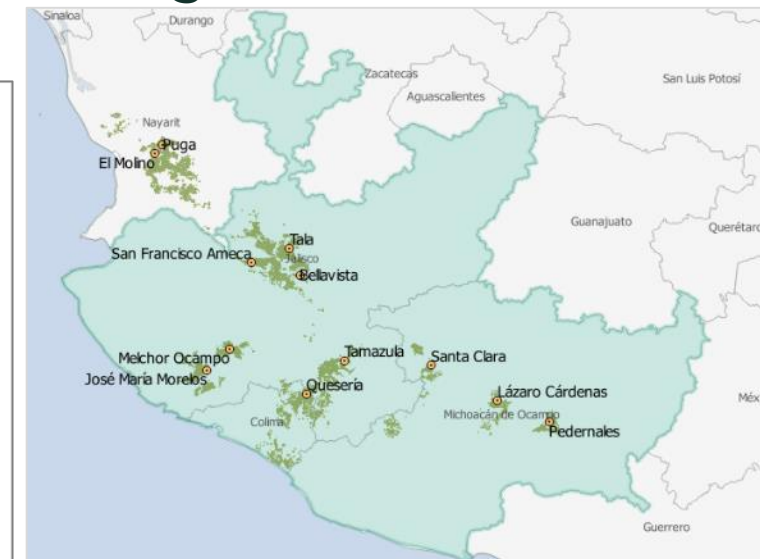 Sinaloa
Durango
Zacatecas
San Luis Potosí
Aguascalientes
Nayarit
Puga
El Molino
Guanajuato
Querétaro
Tala
San Francisco Ameca
Jalisco
Bellavista
Melchor Ocampo
Tamazula
Santa Clara
José María Morelos
Quesería
Lázaro Cárdenas
Colima
Michoacán de Ocampo
Pedernales
Guerrero